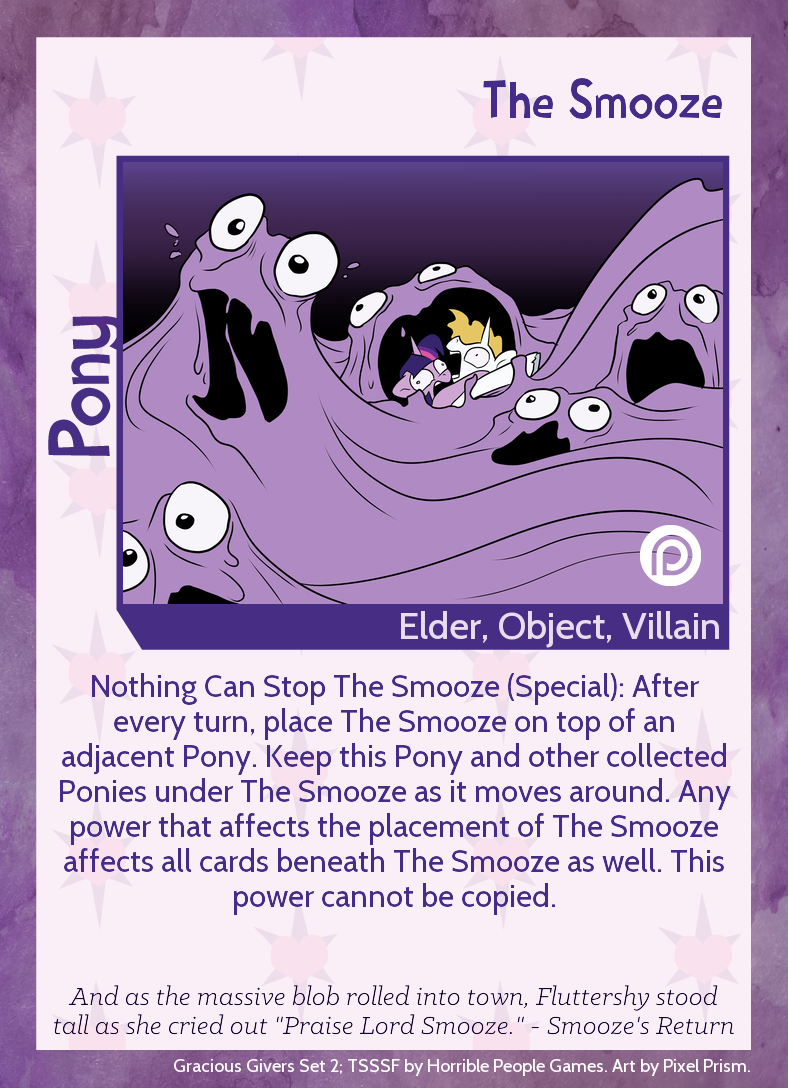 The Smooze
Pony
Elder, Object, Villain
Nothing Can Stop The Smooze (Special): After
every turn, place The Smooze on top of an
adjacent Pony. Keep this Pony and other collected
Ponies under The Smooze as it moves around. Any
power that affects the placement of The Smooze
affects all cards beneath The Smooze as well. This
power cannot be copied.
And as the massive blob rolled into town, Fluttershy stood
tall as she cried out "Praise Lord Smooze." - Smooze's Return
Gracious Givers Set 2; TSSSF by Horrible People Games. Art by Pixel Prism.